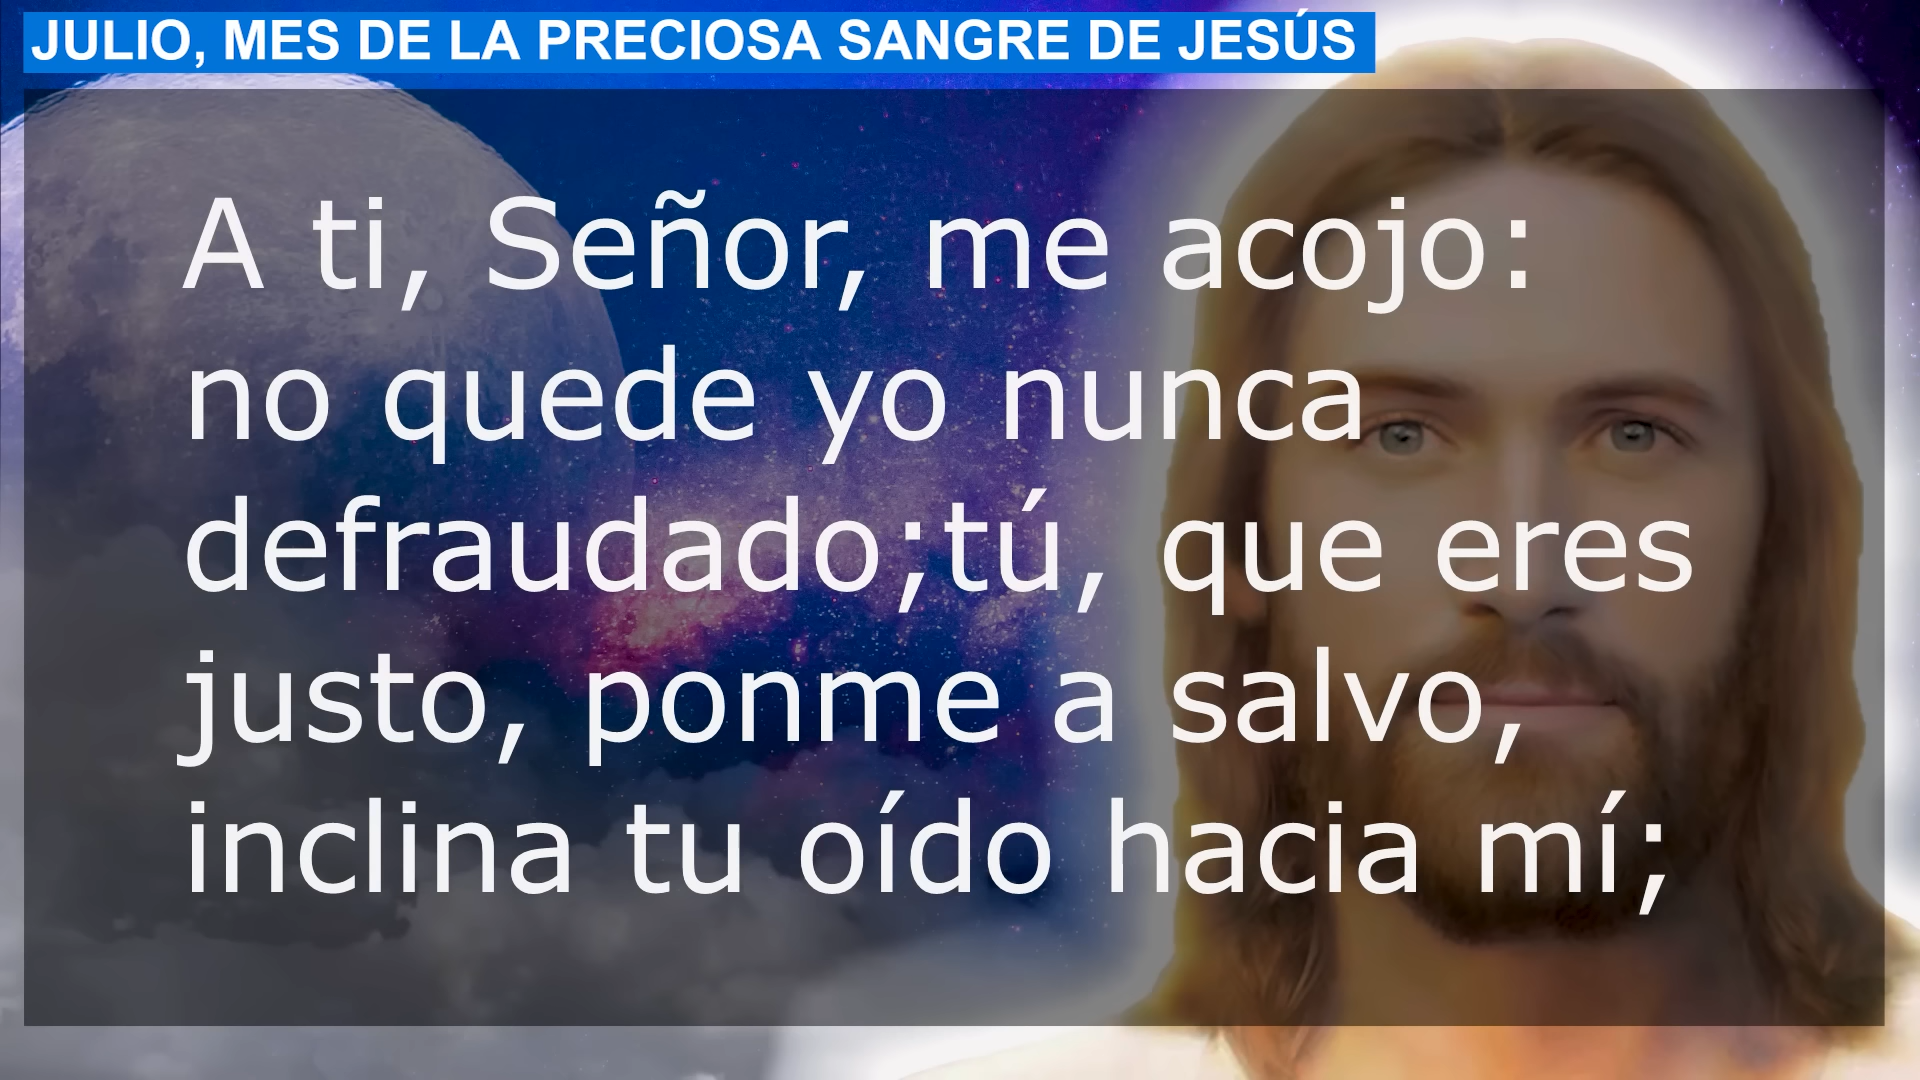 JULIO, MES DE LA PRECIOSA SANGRE DE JESÚS
A ti, Señor, me acojo:
no quede yo nunca
defraudado;tú, que eres
justo, ponme a salvo,
inclina tu oído hacia mí;